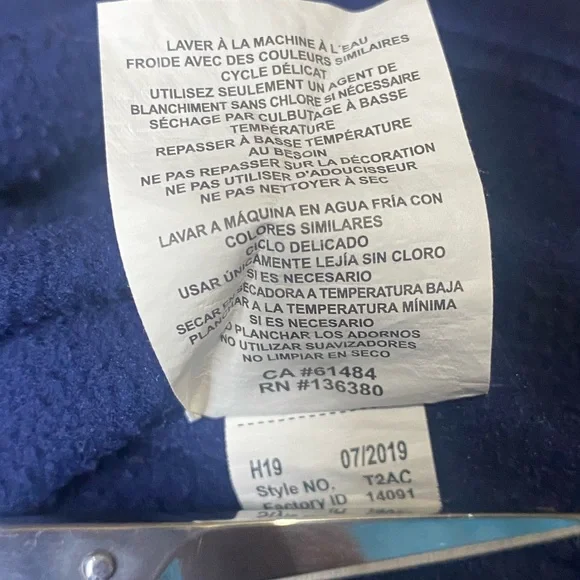 LAVER À LA MACHINE À L'EAU
FROIDE AVEC DES COULEURS SIMILAIRES
CYCLE DÉLICAT
UTILISEZ SEULEMENT UN AGENT DE
BLANCHIMENT SANS CHLORE SI NÉCESSAIRE
SÉCHAGE PAR CULBUTAGE À BASSE
TEMPÉRATURE
REPASSER À BASSE TEMPÉRATURE
AU BESOIN
NE PAS REPASSER SUR LA DÉCORATION
NE PAS UTILISER D'ADOUCISSEUR
NE PAS NETTOYER À SEC
LAVAR A MÁQUINA EN AGUA FRÍA CON
COLORES SIMILARES
CICLO DELICADO
USAR ÚNICAMENTE LEJÍA SIN CLORO
SI ES NECESARIO
SECAR SECADORA A TEMPERATURA BAJA
A LA TEMPERATURA MÍNIMA
SI ES NECESARIO
NO PLANCHAR LOS ADORNOS
NO UTILIZAR SUAVIZADORES
NO LIMPIAR EN SECO
CA #61484
RN #136380
H19 07/2019
Style NO. T2AC
Factory ID 14091